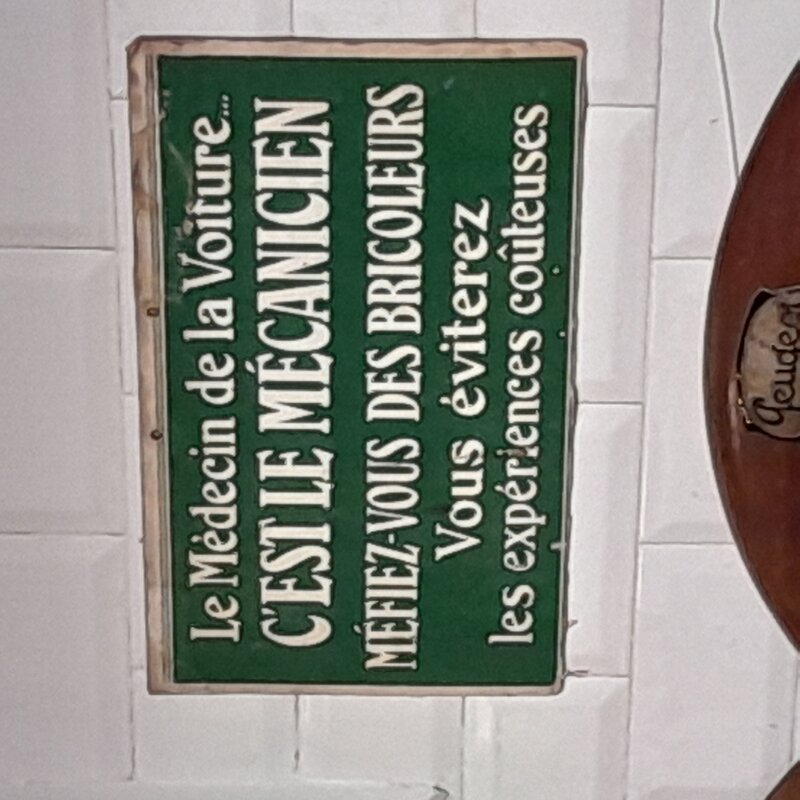 Le Médecin de la Voiture...
C'EST LE MÉCANICIEN
MÉFIEZ-VOUS DES BRICOLEURS
Vous éviterez
les expériences coûteuses